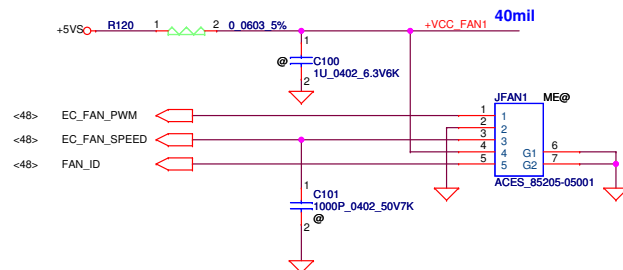 40mil
+5VS R120 1 2 0_0603_5% +VCC_FAN1
1
@ C100
1U_0402_6.3V6K
2
JFAN1 ME@
<48> EC_FAN_PWM 1 1
2 2
<48> EC_FAN_SPEED 3 3
4 4 G1 6
<48> FAN_ID 5 5 G2 7
ACES_85205-05001
1
C101
1000P_0402_50V7K
@
2